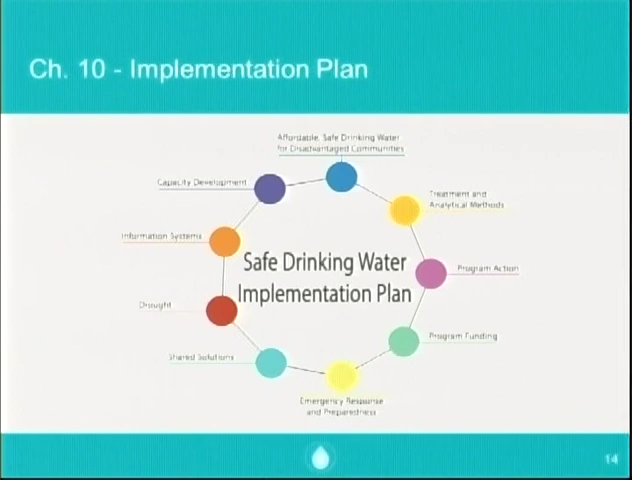 Ch. 10 - Implementation Plan
Affordable, Safe Drinking Water
for Disadvantaged Communities
Capacity Development
Treatment and
Analytical Methods
Information Systems
Safe Drinking Water
Implementation Plan
Program Action
Drought
Program Funding
Shared Solutions
Emergency Response
and Preparedness
14